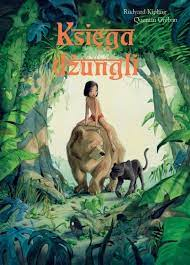 Rudyard Kipling
Quentin Gréban
Księga
dżungli